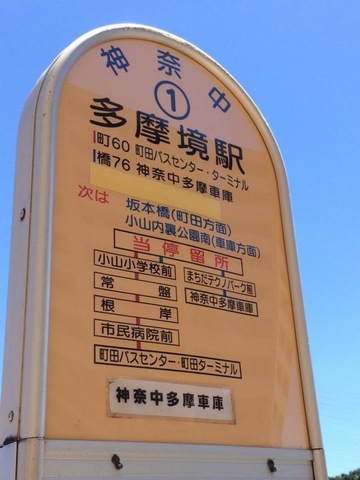 神奈中
①
多摩境駅
町60 町田バスセンター・ターミナル
橋76 神奈中多摩車庫
次は
坂本橋(町田方面)
小山内裏公園南(車庫方面)
当停留所
小山小学校前 まちだテクノパーク前
常盤 神奈中多摩車庫
根岸
市民病院前
町田バスセンター・町田ターミナル
神奈中多摩車庫